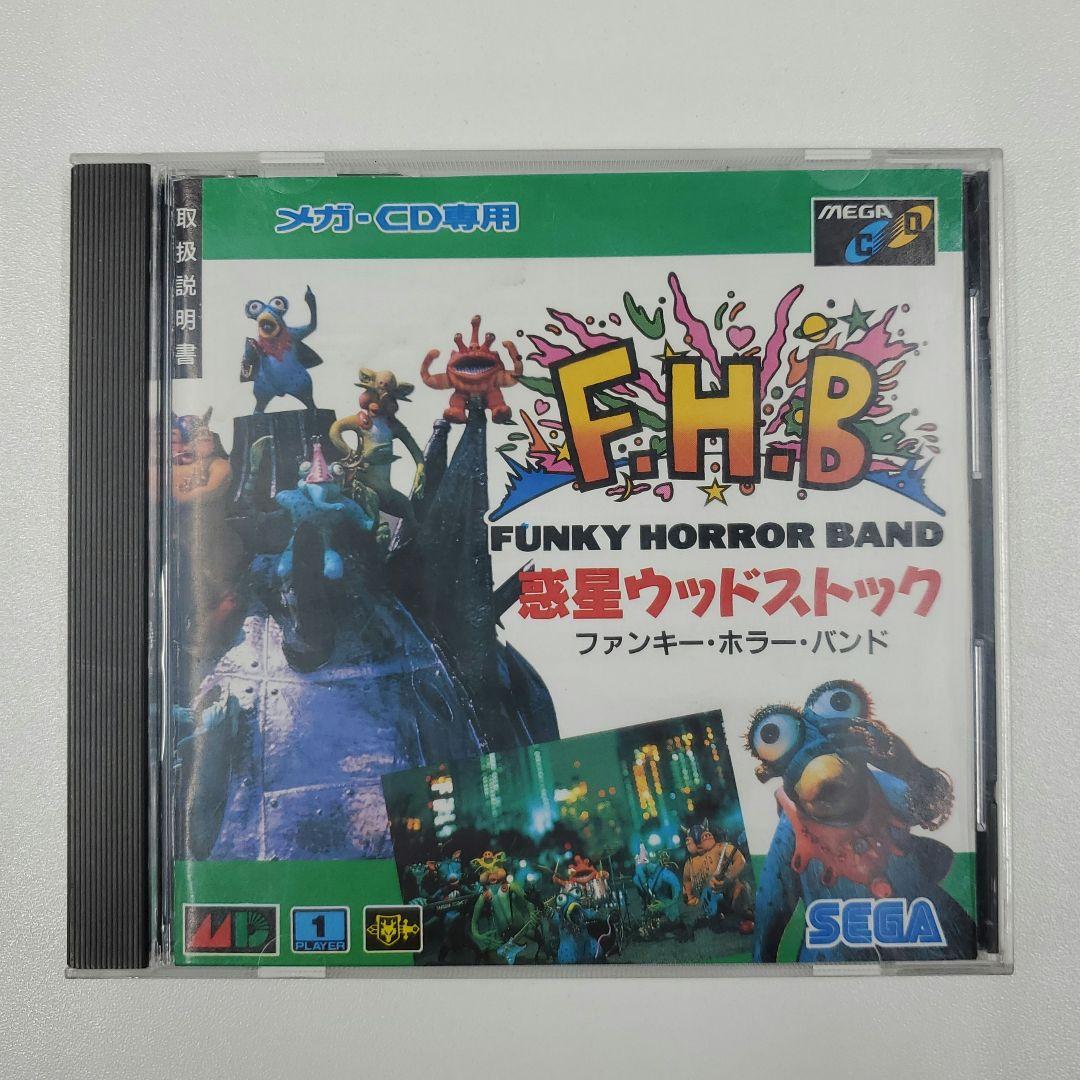 取扱説明書
メガ・CD専用
MEGA
CD
F.H.B
FUNKY HORROR BAND
惑星ウッドストック
ファンキー・ホラー・バンド
MD
1
PLAYER
SEGA